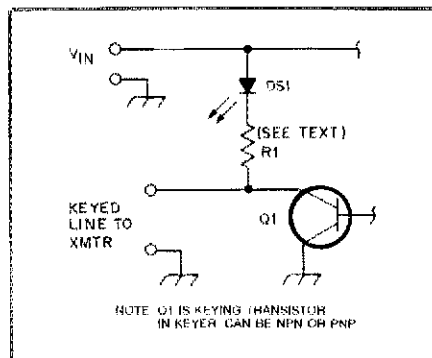 VIN
DS1
(SEE TEXT)
R1
KEYED
LINE TO
XMTR
Q1
NOTE Q1 IS KEYING TRANSISTOR
IN KEYER CAN BE NPN OR PNP